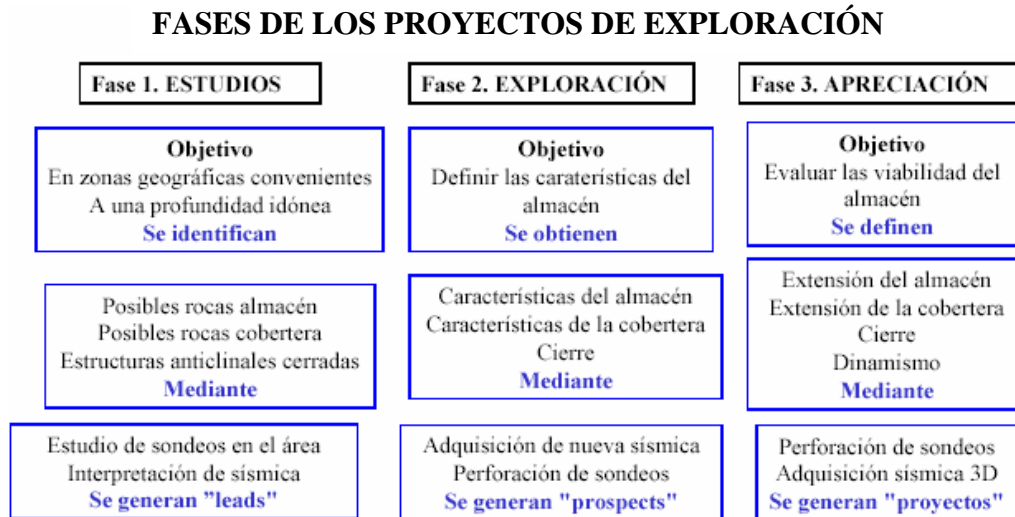 FASES DE LOS PROYECTOS DE EXPLORACIÓN
Fase 1. ESTUDIOS
Objetivo
En zonas geográficas convenientes
A una profundidad idónea
Se identifican
Posibles rocas almacén
Posibles rocas cobertera
Estructuras anticlinales cerradas
Mediante
Estudio de sondeos en el área
Interpretación de sísmica
Se generan "leads"
Fase 2. EXPLORACIÓN
Objetivo
Definir las caraterísticas del
almacén
Se obtienen
Características del almacén
Características de la cobertera
Cierre
Mediante
Adquisición de nueva sísmica
Perforación de sondeos
Se generan "prospects"
Fase 3. APRECIACIÓN
Objetivo
Evaluar las viabilidad del
almacén
Se definen
Extensión del almacén
Extensión de la cobertera
Cierre
Dinamismo
Mediante
Perforación de sondeos
Adquisición sísmica 3D
Se generan "proyectos"